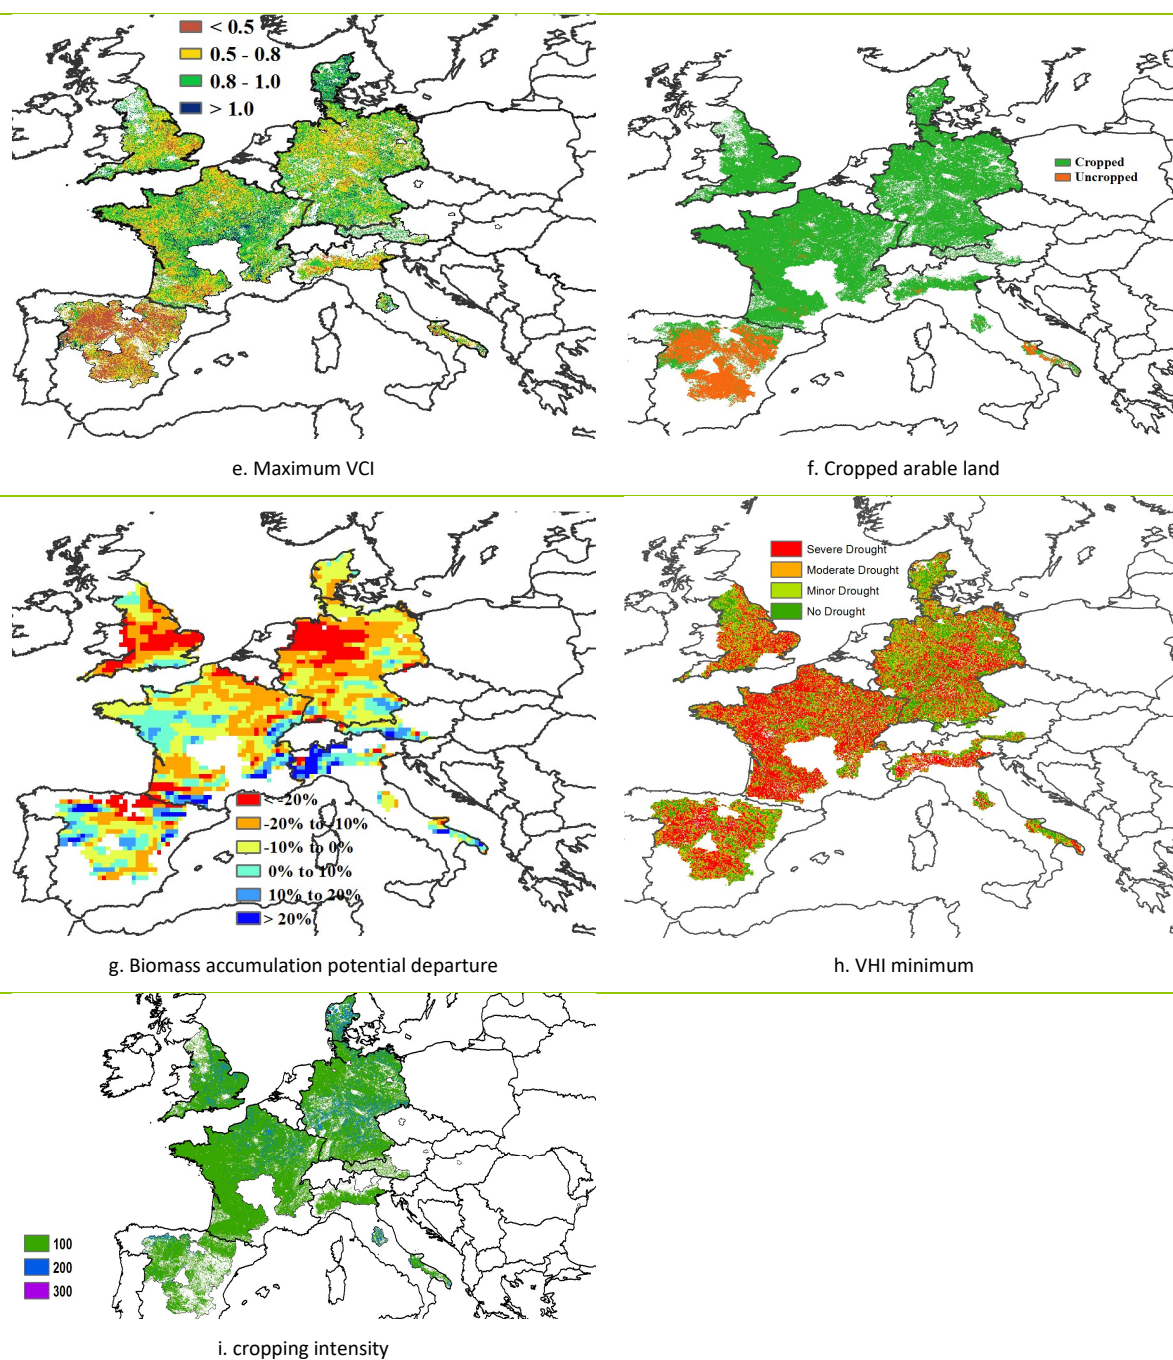 < 0.5
0.5 - 0.8
0.8 - 1.0
> 1.0
Cropped
Uncropped
e. Maximum VCI
f. Cropped arable land
Severe Drought
Moderate Drought
Minor Drought
No Drought
< -20%
-20% to -10%
-10% to 0%
0% to 10%
10% to 20%
> 20%
g. Biomass accumulation potential departure
h. VHI minimum
100
200
300
i. cropping intensity